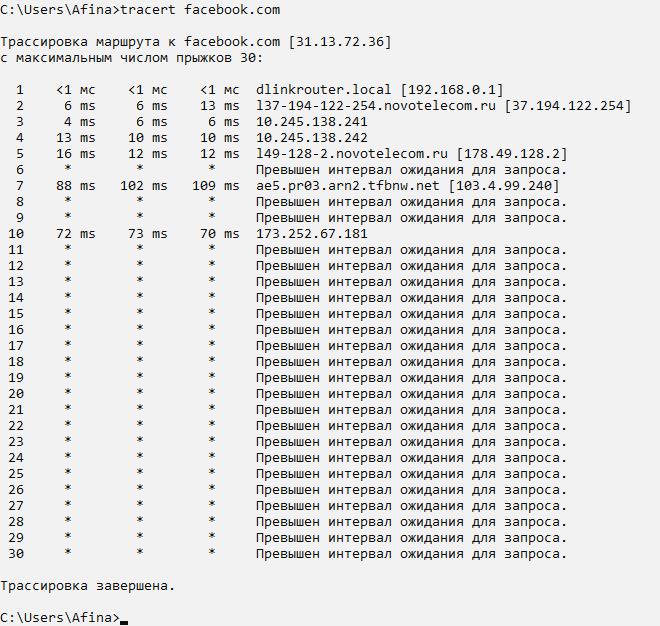 C:\Users\Afina>tracert facebook.com
Трассировка маршрута к facebook.com [31.13.72.36]
с максимальным числом прыжков 30:
1 <1 мс <1 мс <1 мс dlinkrouter.local [192.168.0.1]
2 6 ms 6 ms 13 ms l37-194-122-254.novotelecom.ru [37.194.122.254]
3 4 ms 6 ms 6 ms 10.245.138.241
4 13 ms 10 ms 10 ms 10.245.138.242
5 16 ms 12 ms 12 ms l49-128-2.novotelecom.ru [178.49.128.2]
6 * * * Превышен интервал ожидания для запроса.
7 88 ms 102 ms 109 ms ae5.pr03.arn2.tfbnw.net [103.4.99.240]
8 * * * Превышен интервал ожидания для запроса.
9 * * * Превышен интервал ожидания для запроса.
10 72 ms 73 ms 70 ms 173.252.67.181
11 * * * Превышен интервал ожидания для запроса.
12 * * * Превышен интервал ожидания для запроса.
13 * * * Превышен интервал ожидания для запроса.
14 * * * Превышен интервал ожидания для запроса.
15 * * * Превышен интервал ожидания для запроса.
16 * * * Превышен интервал ожидания для запроса.
17 * * * Превышен интервал ожидания для запроса.
18 * * * Превышен интервал ожидания для запроса.
19 * * * Превышен интервал ожидания для запроса.
20 * * * Превышен интервал ожидания для запроса.
21 * * * Превышен интервал ожидания для запроса.
22 * * * Превышен интервал ожидания для запроса.
23 * * * Превышен интервал ожидания для запроса.
24 * * * Превышен интервал ожидания для запроса.
25 * * * Превышен интервал ожидания для запроса.
26 * * * Превышен интервал ожидания для запроса.
27 * * * Превышен интервал ожидания для запроса.
28 * * * Превышен интервал ожидания для запроса.
29 * * * Превышен интервал ожидания для запроса.
30 * * * Превышен интервал ожидания для запроса.
Трассировка завершена.
C:\Users\Afina>